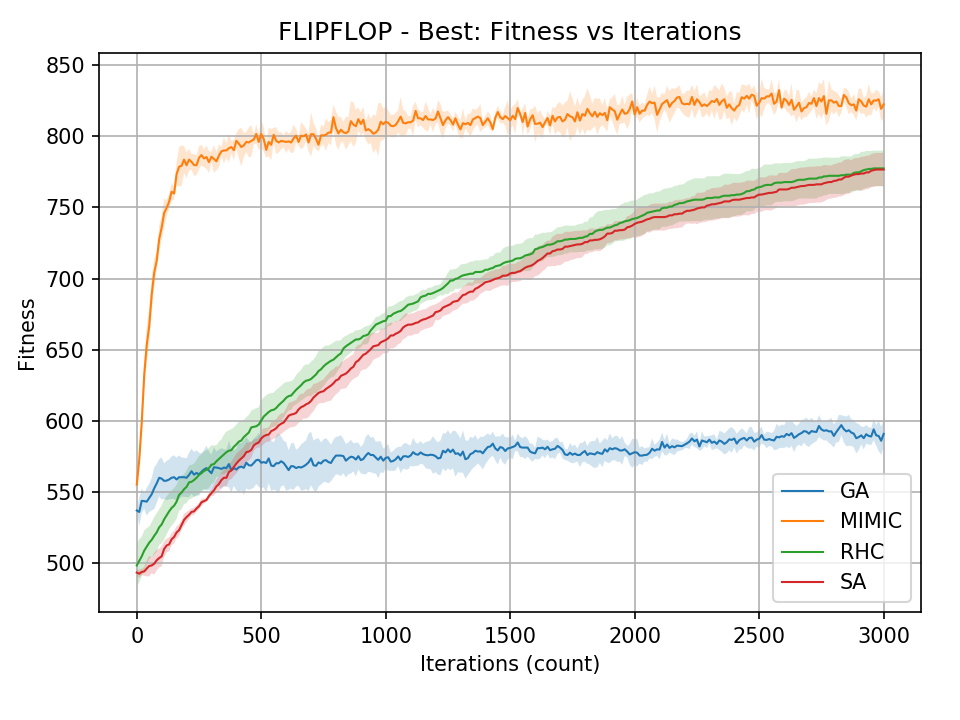 FLIPFLOP - Best: Fitness vs Iterations
Fitness
850
800
750
700
650
600
550
500
GA
MIMIC
RHC
SA
0 500 1000 1500 2000 2500 3000
Iterations (count)